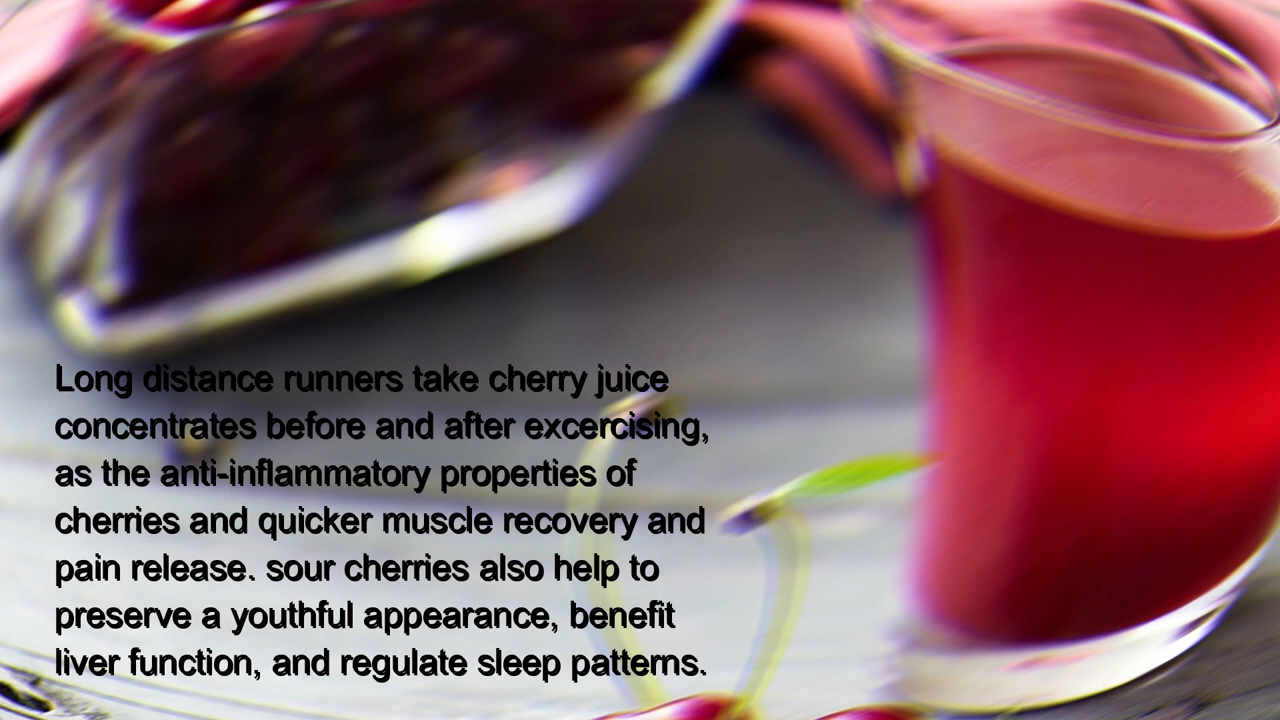 Long distance runners take cherry juice
concentrates before and after excercising,
as the anti-inflammatory properties of
cherries and quicker muscle recovery and
pain release. sour cherries also help to
preserve a youthful appearance, benefit
liver function, and regulate sleep patterns.